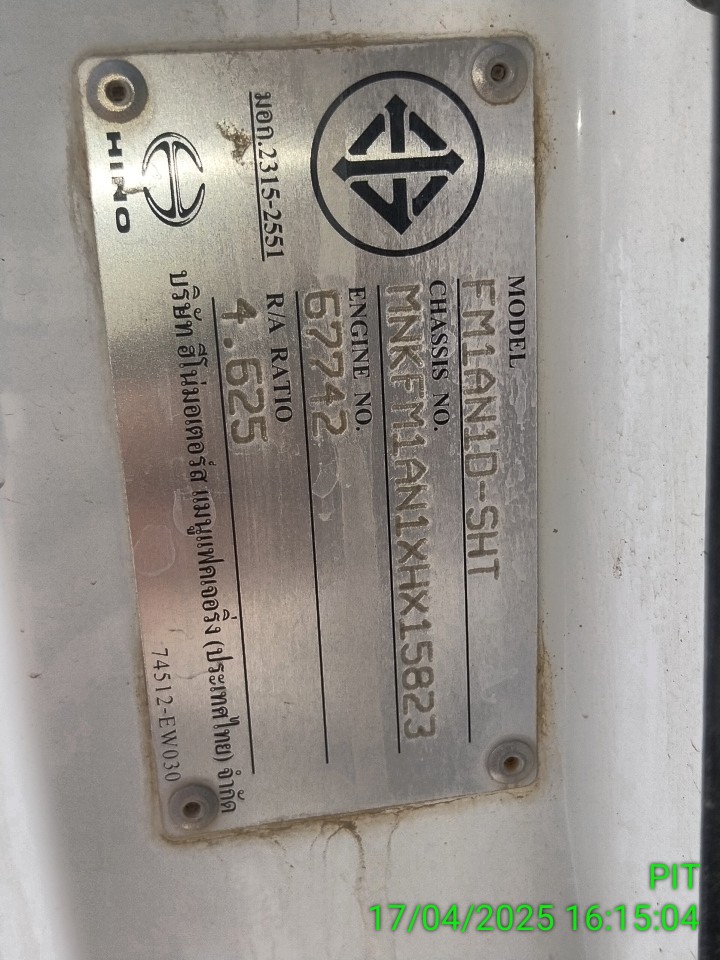 มอก.2315-2551
MODEL
FM1AN1D-SHT
CHASSIS NO.
MNKFM1AN1XHX15823
ENGINE NO.
67742
R/A RATIO
4.625
HINO
บริษัท ฮีโน่มอเตอร์ส แมนูแฟคเจอริ่ง (ประเทศไทย) จำกัด
74512-EW030
PIT
17/04/2025 16:15:04